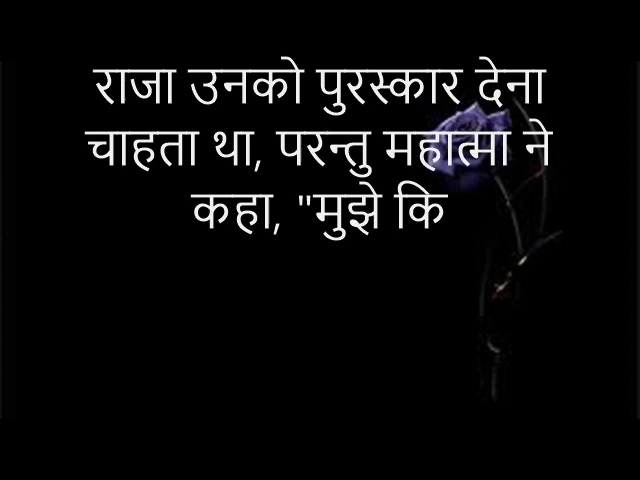 राजा उनको पुरस्कार देना
चाहता था, परन्तु महात्मा ने
कहा, "मुझे कि